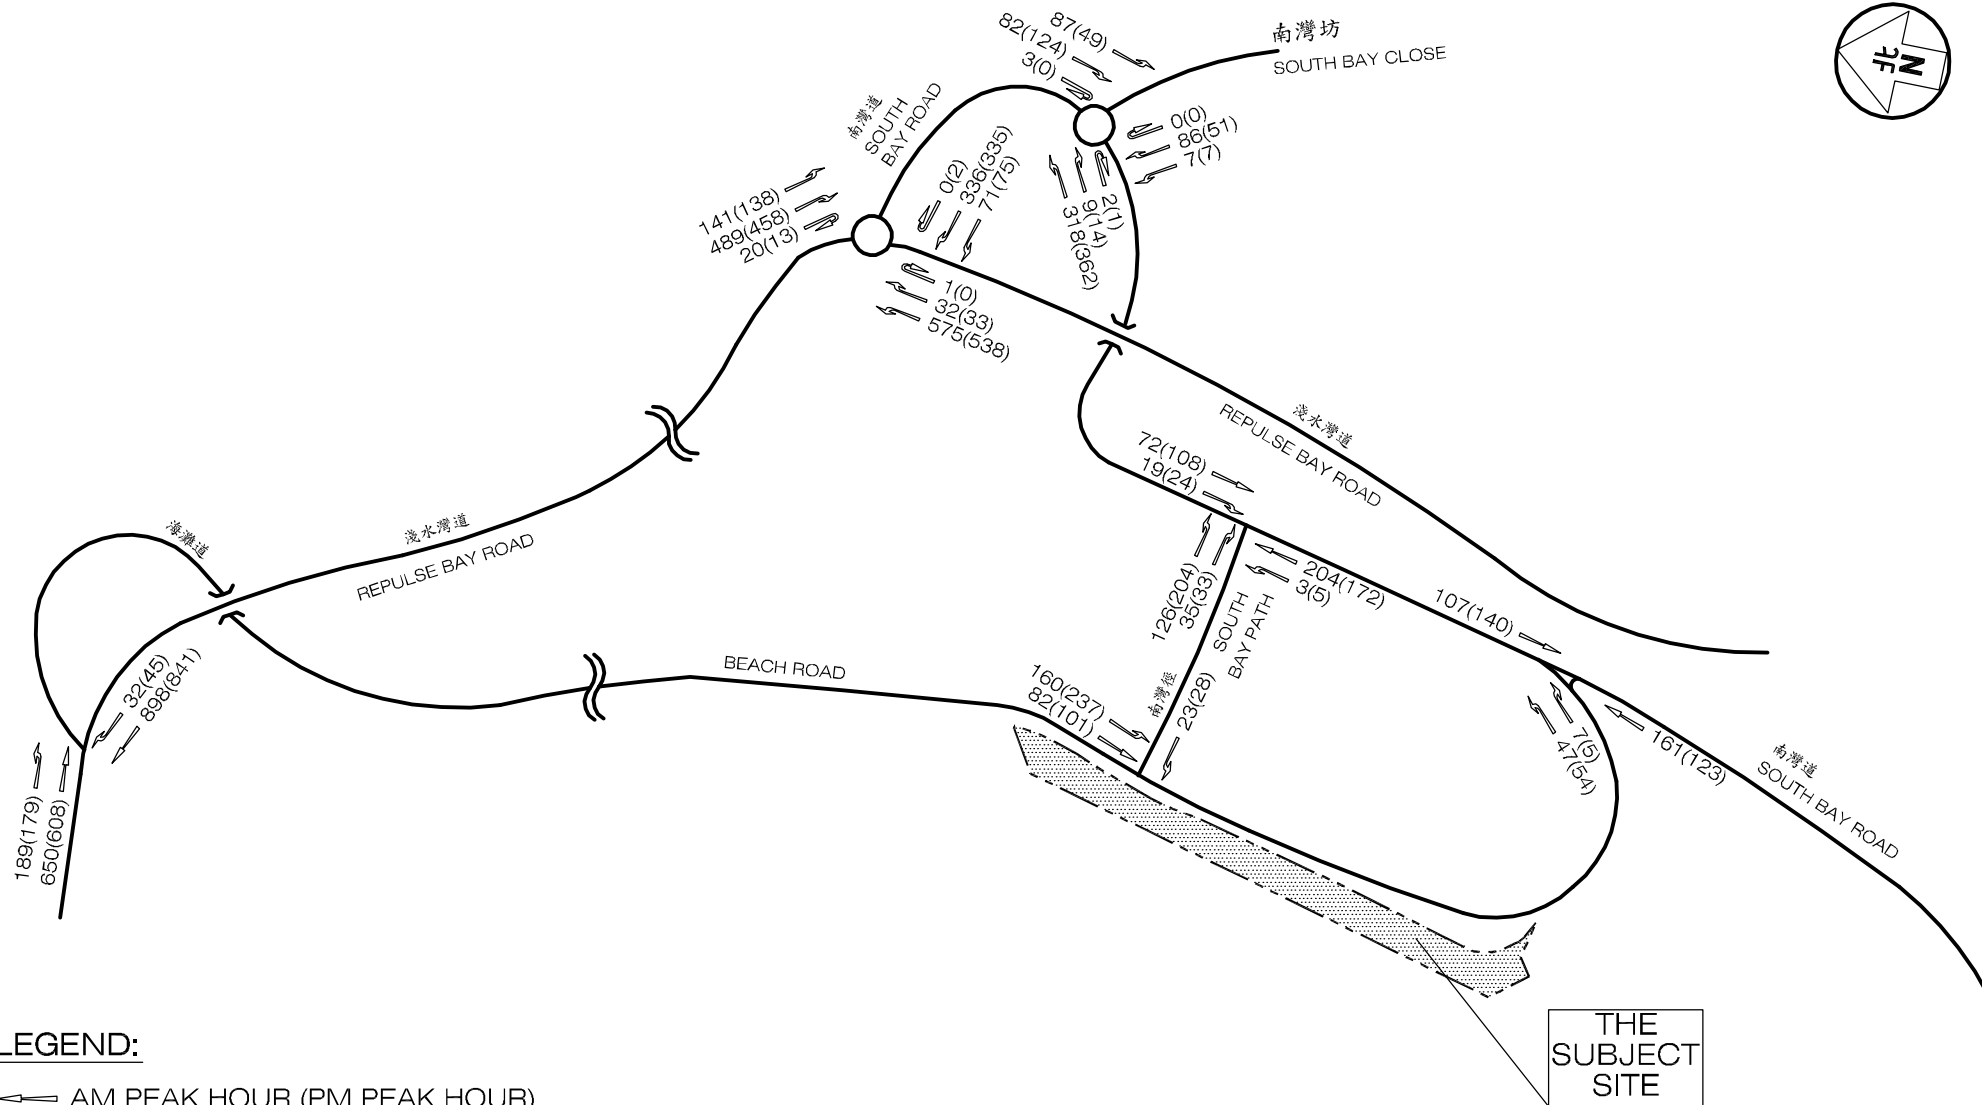 87(49)
82(124)
3(0)
南灣坊
SOUTH BAY CLOSE
北
N
南灣道
SOUTH
BAY ROAD
0(0)
86(51)
7(7)
0(2)
336(335)
71(75)
2(1)
9(14)
318(362)
141(138)
489(458)
20(13)
1(0)
32(33)
575(538)
淺水灣道
REPULSE BAY ROAD
72(108)
19(24)
海灘道
淺水灣道
REPULSE BAY ROAD
126(204)
35(33)
SOUTH
BAY PATH
南灣徑
23(28)
204(172)
3(5)
107(140)
BEACH ROAD
160(237)
82(101)
32(45)
898(841)
189(179)
650(608)
7(5)
47(54)
161(123)
南灣道
SOUTH BAY ROAD
THE
SUBJECT
SITE
LEGEND:
AM PEAK HOUR (PM PEAK HOUR)